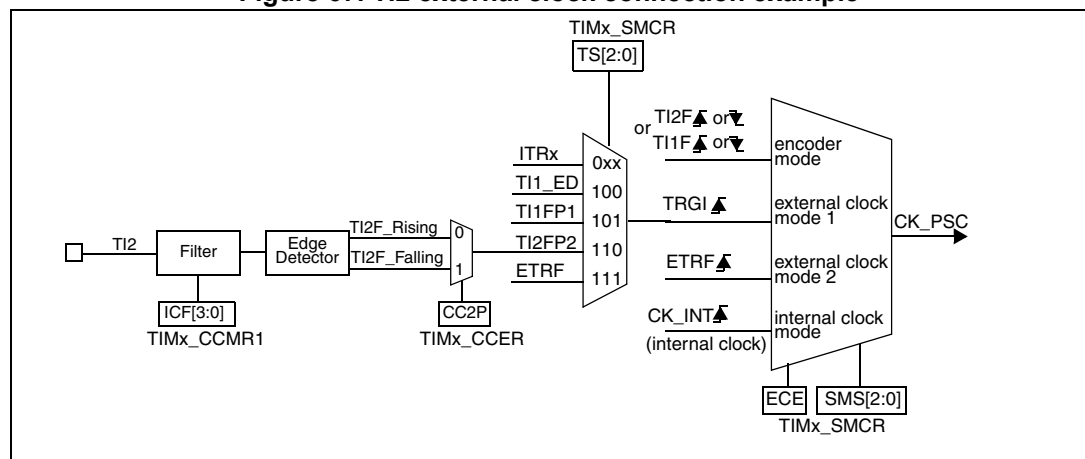 Figure TI2 external clock connection example
TIMx_SMCR
TS[2:0]
or TI2F or
TI1F or
encoder
mode
ITRx
0xx
TI1_ED
100
TI1FP1
101
TI2FP2
110
ETRF
111
TRGI
external clock
mode 1
CK_PSC
TI2
Filter
Edge
Detector
TI2F_Rising
TI2F_Falling
0
1
ETRF
external clock
mode 2
ICF[3:0]
TIMx_CCMR1
CC2P
TIMx_CCER
CK_INT
(internal clock)
internal clock
mode
ECE
SMS[2:0]
TIMx_SMCR